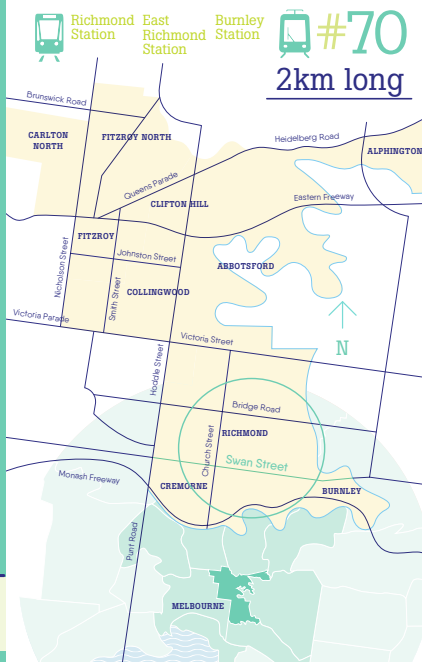 Richmond
Station
East
Richmond
Station
Burnley
Station
#70
2km long
Brunswick Road
CARLTON
NORTH
FITZROY NORTH
Heidelberg Road
ALPHINGTON
Queens Parade
CLIFTON HILL
Eastern Freeway
FITZROY
Johnston Street
ABBOTSFORD
Nicholson Street
Smith Street
COLLINGWOOD
Victoria Parade
Victoria Street
N
Hoddle Street
Bridge Road
Church Street
RICHMOND
Swan Street
Monash Freeway
CREMORNE
BURNLEY
Punt Road
MELBOURNE